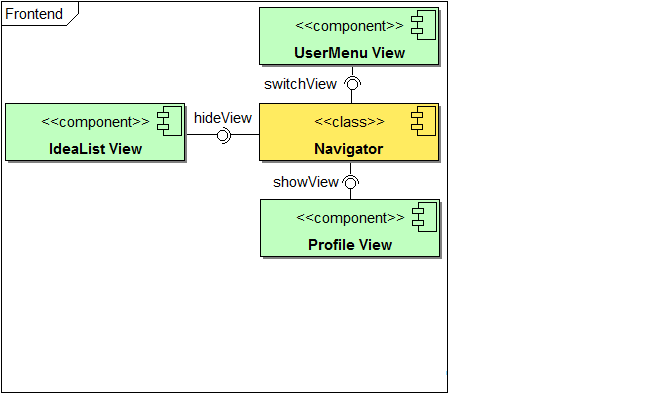 Frontend
<<component>>
UserMenu View
switchView
<<component>>
IdeaList View
hideView
<<class>>
Navigator
showView
<<component>>
Profile View